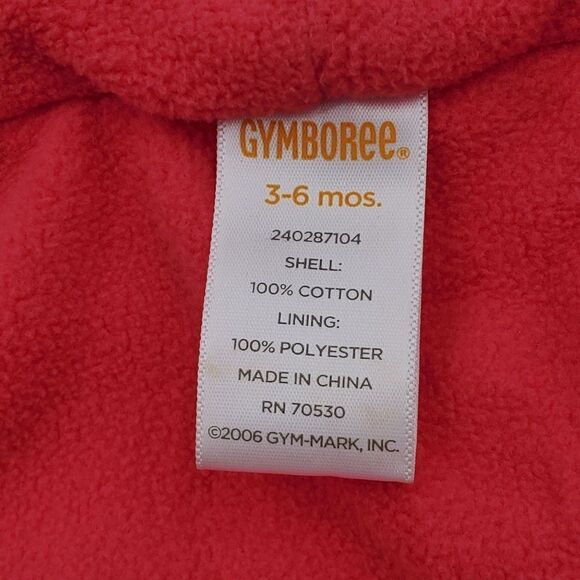 GYMBOREE®
3-6 mos.
240287104
SHELL:
100% COTTON
LINING:
100% POLYESTER
MADE IN CHINA
RN 70530
©2006 GYM-MARK, INC.